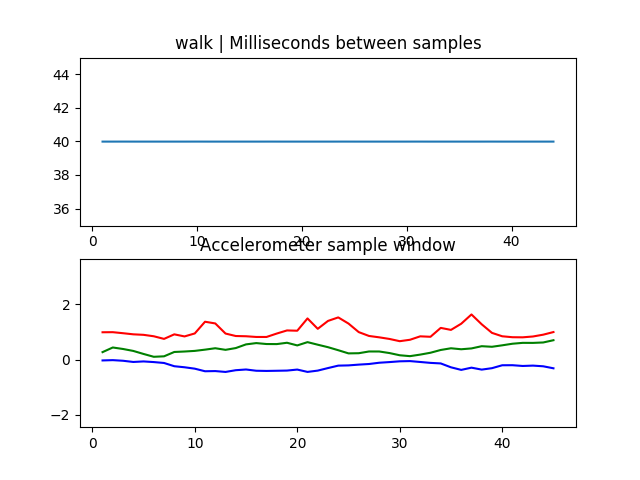 walk | Milliseconds between samples
44
42
40
38
36
0 10 20 30 40
Accelerometer sample window
2
0
−2
0 10 20 30 40